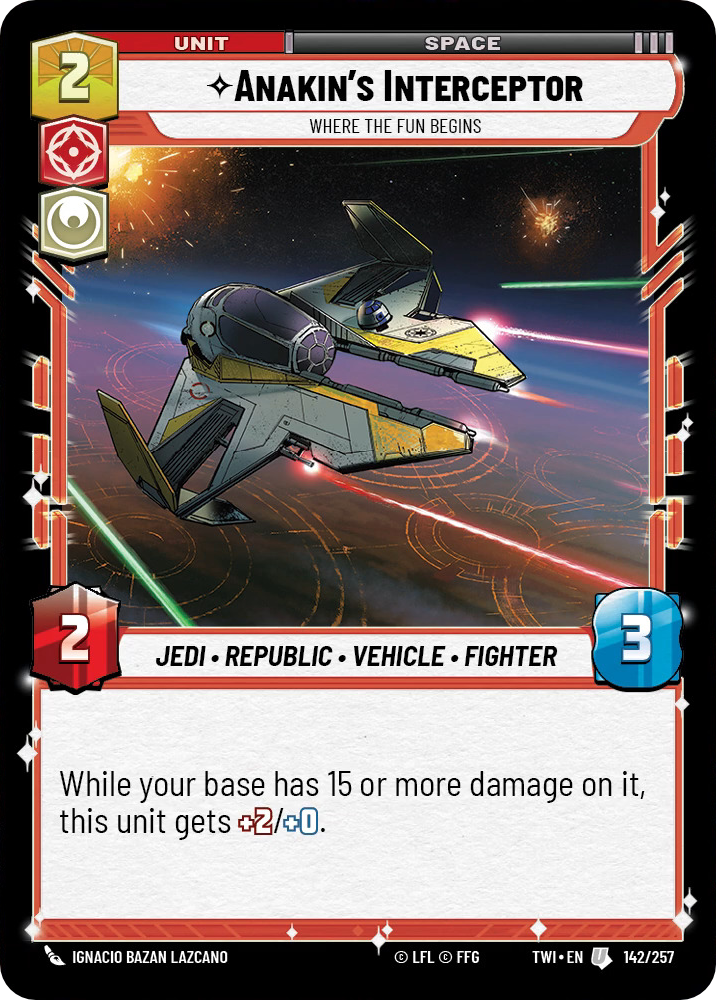 UNIT
SPACE
2
✧ANAKIN'S INTERCEPTOR
WHERE THE FUN BEGINS
2
JEDI • REPUBLIC • VEHICLE • FIGHTER
3
While your base has 15 or more damage on it,
this unit gets +2/+0.
IGNACIO BAZAN LAZCANO
© LFL © FFG
TWI • EN
U
142/257